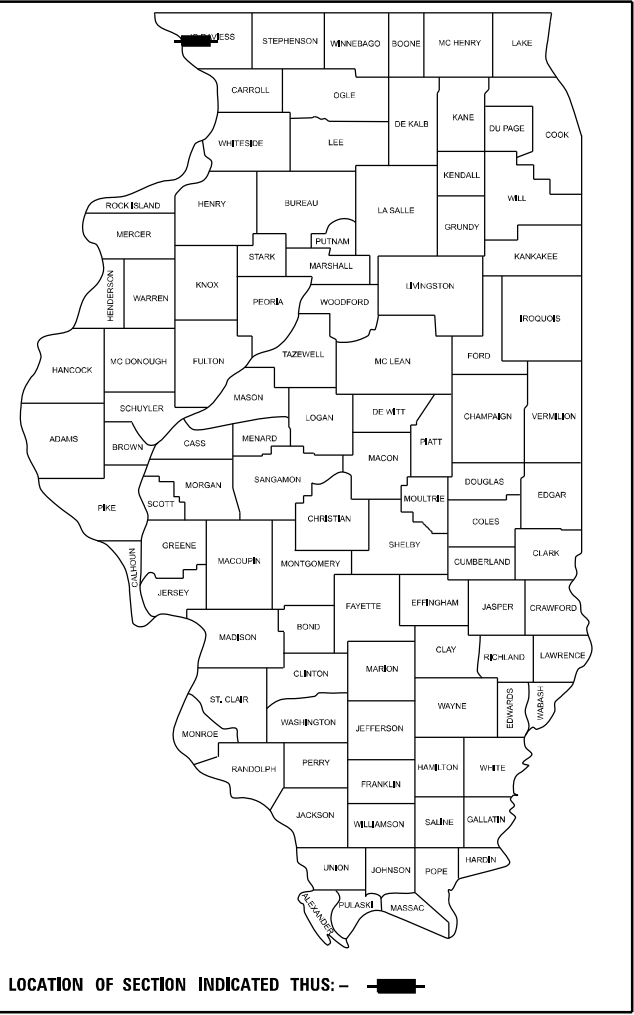 DAVIESS
STEPHENSON
WINNEBAGO
BOONE
MC HENRY
LAKE
CARROLL
OGLE
DE KALB
KANE
DU PAGE
COOK
WHITESIDE
LEE
KENDALL
WILL
ROCK ISLAND
HENRY
BUREAU
LA SALLE
GRUNDY
MERCER
PUTNAM
KANKAKEE
STARK
MARSHALL
HENDERSON
WARREN
KNOX
PEORIA
WOODFORD
LIVINGSTON
IROQUOIS
HANCOCK
MC DONOUGH
FULTON
TAZEWELL
MC LEAN
FORD
SCHUYLER
MASON
LOGAN
DE WITT
CHAMPAIGN
VERMILION
ADAMS
BROWN
CASS
MENARD
PIATT
MACON
MORGAN
SANGAMON
DOUGLAS
EDGAR
PIKE
SCOTT
CHRISTIAN
MOULTRIE
COLES
GREENE
MACOUPIN
MONTGOMERY
SHELBY
CUMBERLAND
CLARK
CALHOUN
JERSEY
FAYETTE
EFFINGHAM
JASPER
CRAWFORD
MADISON
BOND
CLAY
RICHLAND
LAWRENCE
CLINTON
MARION
ST. CLAIR
WAYNE
EDWARDS
WABASH
WASHINGTON
JEFFERSON
MONROE
RANDOLPH
PERRY
HAMILTON
WHITE
FRANKLIN
JACKSON
WILLIAMSON
SALINE
GALLATIN
UNION
JOHNSON
POPE
HARDIN
ALEXANDER
PULASKI
MASSAC
LOCATION OF SECTION INDICATED THUS: –